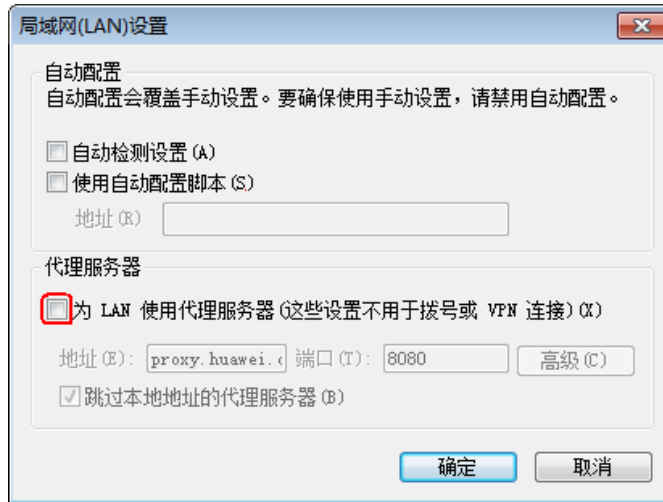 局域网(LAN)设置
自动配置
自动配置会覆盖手动设置。要确保使用手动设置，请禁用自动配置。
自动检测设置(A)
使用自动配置脚本(S)
地址(R)
代理服务器
为 LAN 使用代理服务器(这些设置不用于拨号或 VPN 连接)(X)
地址(E): proxy.huawei. 端口(T): 8080 高级(C)
跳过本地地址的代理服务器(B)
确定 取消